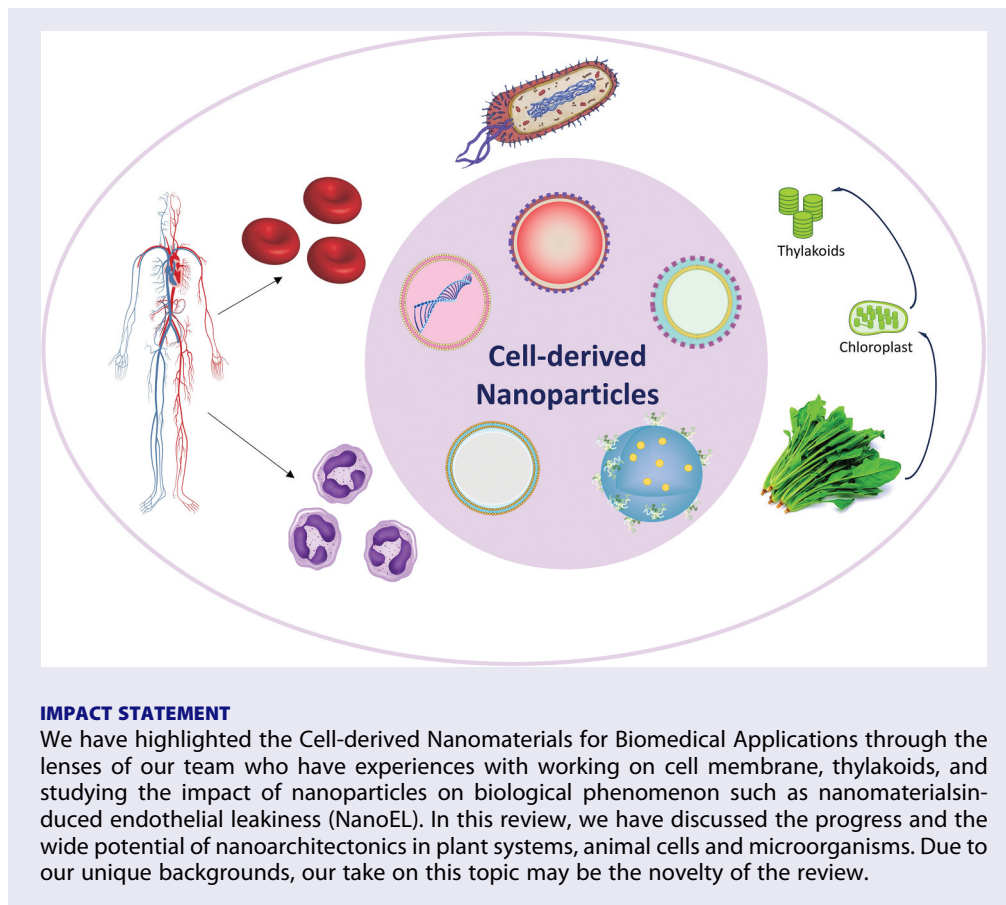 Thylakoids
Chloroplast
Cell-derived
Nanoparticles
IMPACT STATEMENT
We have highlighted the Cell-derived Nanomaterials for Biomedical Applications through the
lenses of our team who have experiences with working on cell membrane, thylakoids, and
studying the impact of nanoparticles on biological phenomenon such as nanomaterialsin-
duced endothelial leakiness (NanoEL). In this review, we have discussed the progress and the
wide potential of nanoarchitectonics in plant systems, animal cells and microorganisms. Due to
our unique backgrounds, our take on this topic may be the novelty of the review.